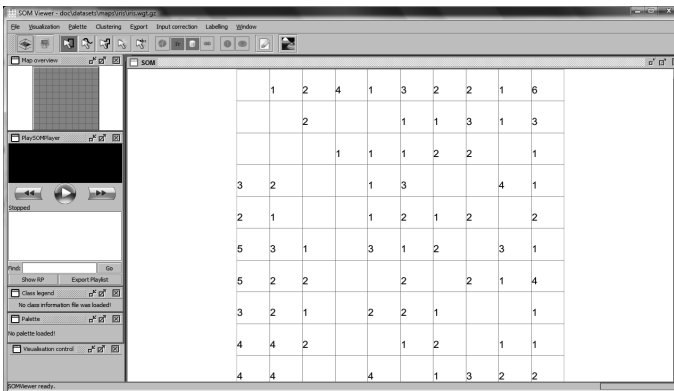 SOM Viewer - doc\datasets\maps\iris\iris.wgt.gz
File Visualization Palette Clustering Export Input correction Labelling Window
Map overview
SOM
PlaySOMPlayer
Stopped
Find: Go
Show RP Export Playlist
Class legend
No class information file was loaded!
Palette
No palette loaded!
Visualisation control
SOMViewer ready.
1 2 4 1 3 2 2 1 6
2 1 1 3 1 3
1 1 1 2 2 1
3 2 1 3 4 1
2 1 1 2 1 2 2
5 3 1 3 1 2 3 1
5 2 2 2 2 1 4
3 2 1 2 2 1 1
4 4 2 1 2 1 1
4 4 4 1 3 2 2